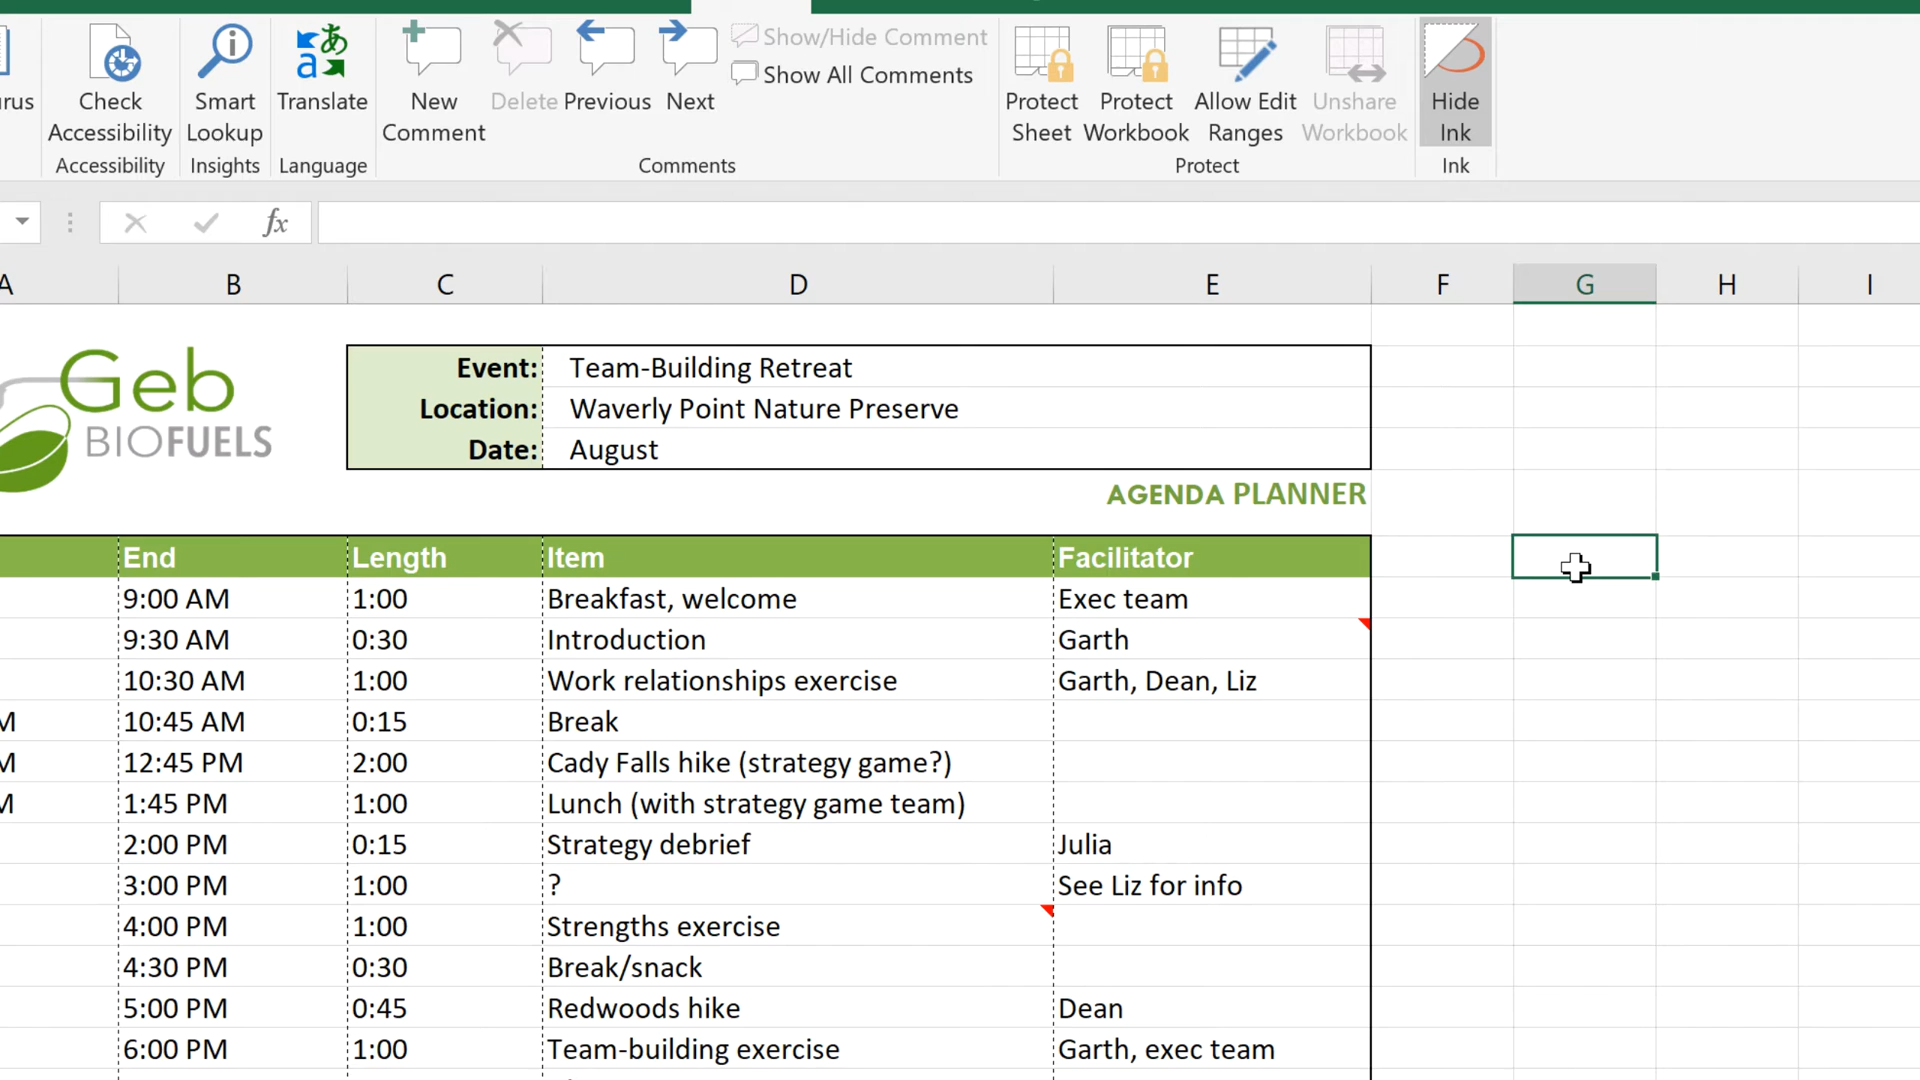 Show/Hide Comment
Show All Comments
rus
Check
Accessibility
Smart
Lookup
Translate
New
Comment
Delete
Previous
Next
Protect
Sheet
Protect
Workbook
Allow Edit
Ranges
Unshare
Workbook
Hide
Ink
Accessibility
Insights
Language
Comments
Protect
Ink
fx
A B C D E F G H I
Geb
BIOFUELS
Event: Team-Building Retreat
Location: Waverly Point Nature Preserve
Date: August
AGENDA PLANNER
End Length Item Facilitator
9:00 AM 1:00 Breakfast, welcome Exec team
9:30 AM 0:30 Introduction Garth
10:30 AM 1:00 Work relationships exercise Garth, Dean, Liz
M 10:45 AM 0:15 Break
M 12:45 PM 2:00 Cady Falls hike (strategy game?)
M 1:45 PM 1:00 Lunch (with strategy game team)
2:00 PM 0:15 Strategy debrief Julia
3:00 PM 1:00 ? See Liz for info
4:00 PM 1:00 Strengths exercise
4:30 PM 0:30 Break/snack
5:00 PM 0:45 Redwoods hike Dean
6:00 PM 1:00 Team-building exercise Garth, exec team